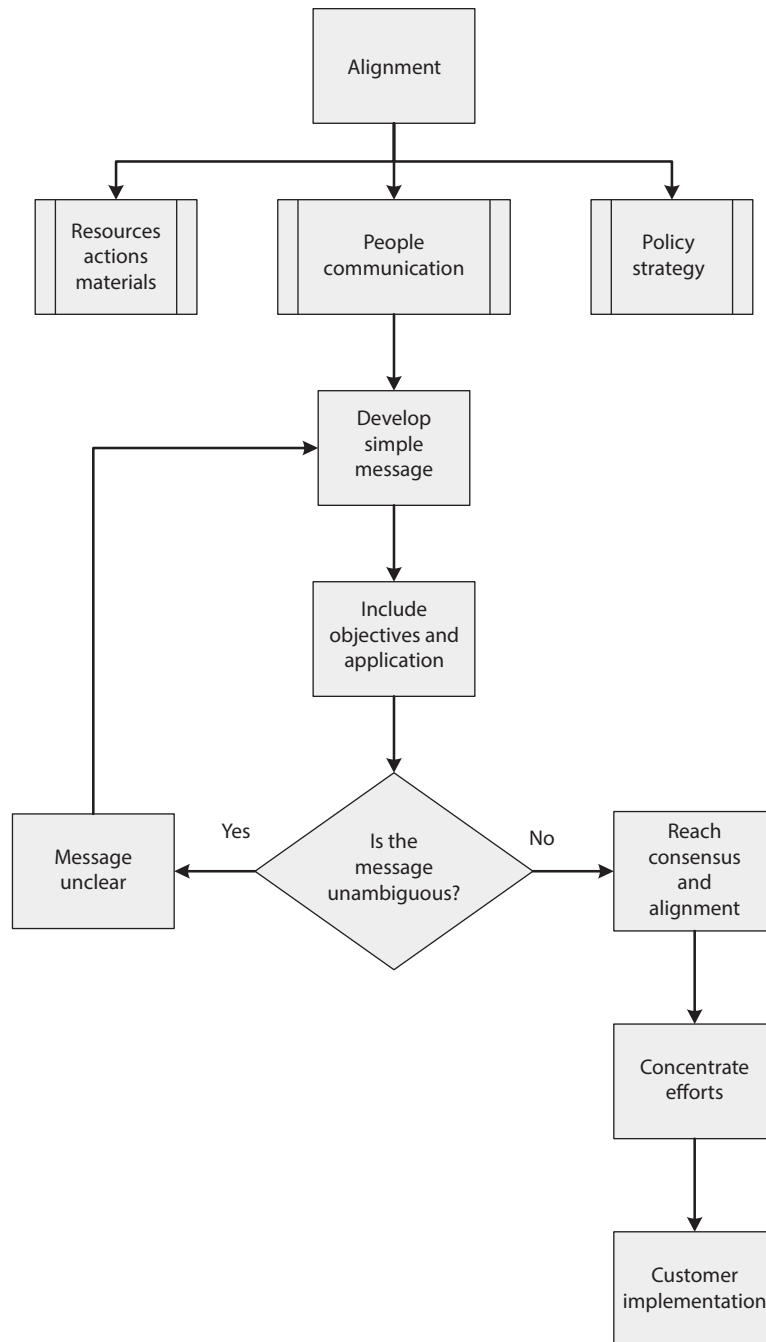 Alignment
Resources
actions
materials
People
communication
Policy
strategy
Develop
simple
message
Include
objectives and
application
Is the
message
unambiguous?
Yes
No
Message
unclear
Reach
consensus
and
alignment
Concentrate
efforts
Customer
implementation